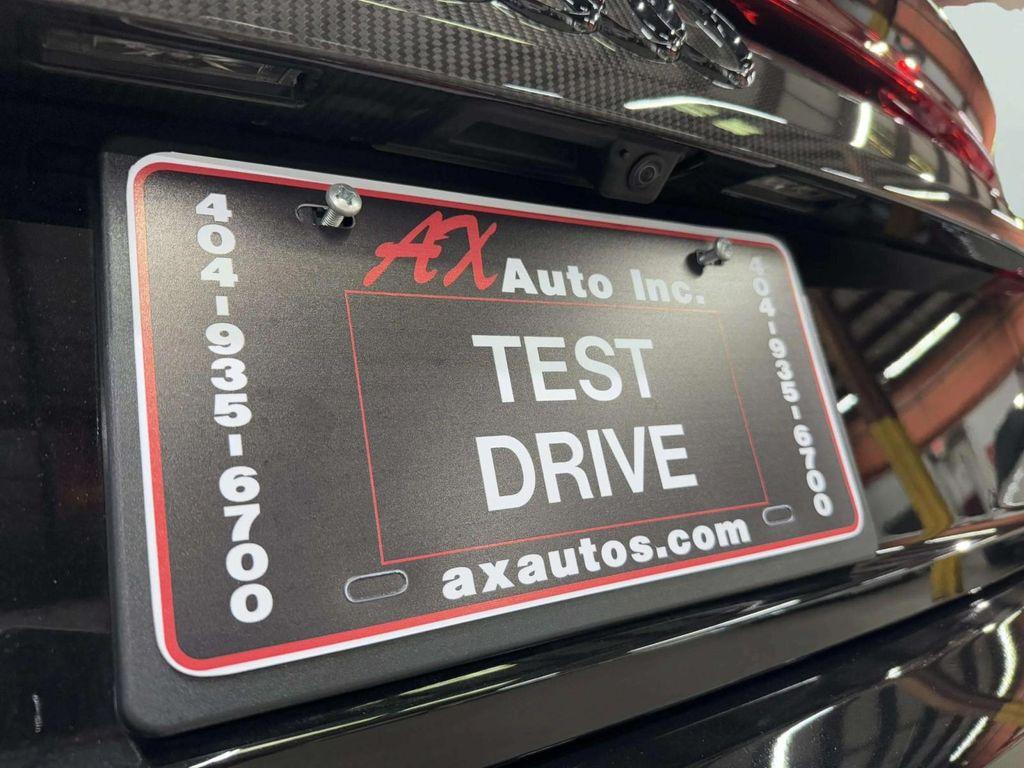 AX Auto Inc.
404-935-6700
TEST
DRIVE
404-935-6700
axautos.com